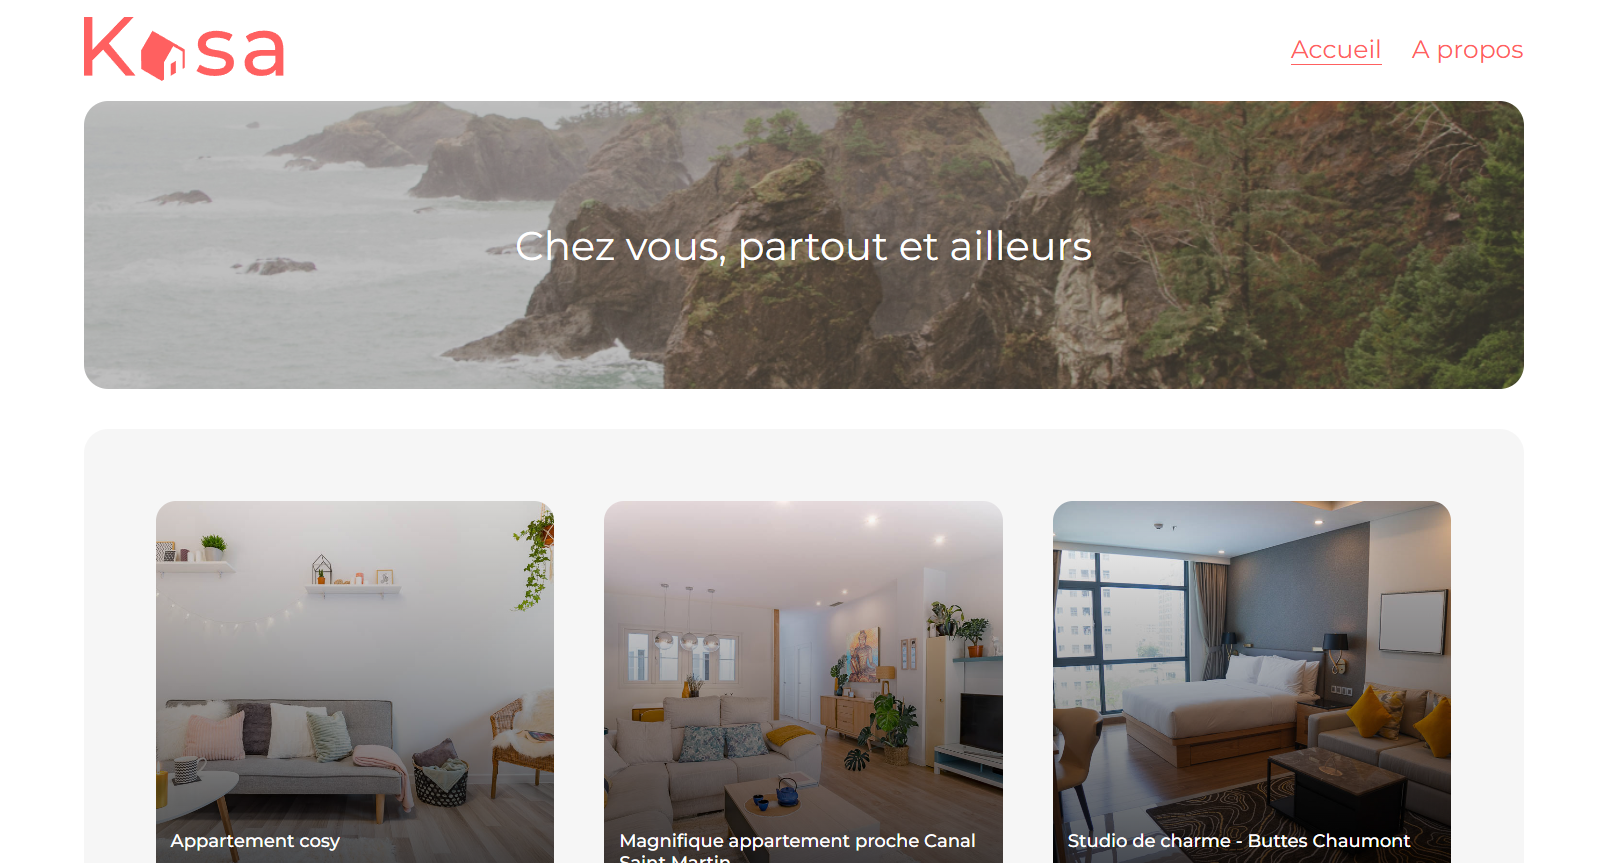 Kasa
Accueil A propos
Chez vous, partout et ailleurs
Appartement cosy
Magnifique appartement proche Canal
Saint Martin
Studio de charme - Buttes Chaumont